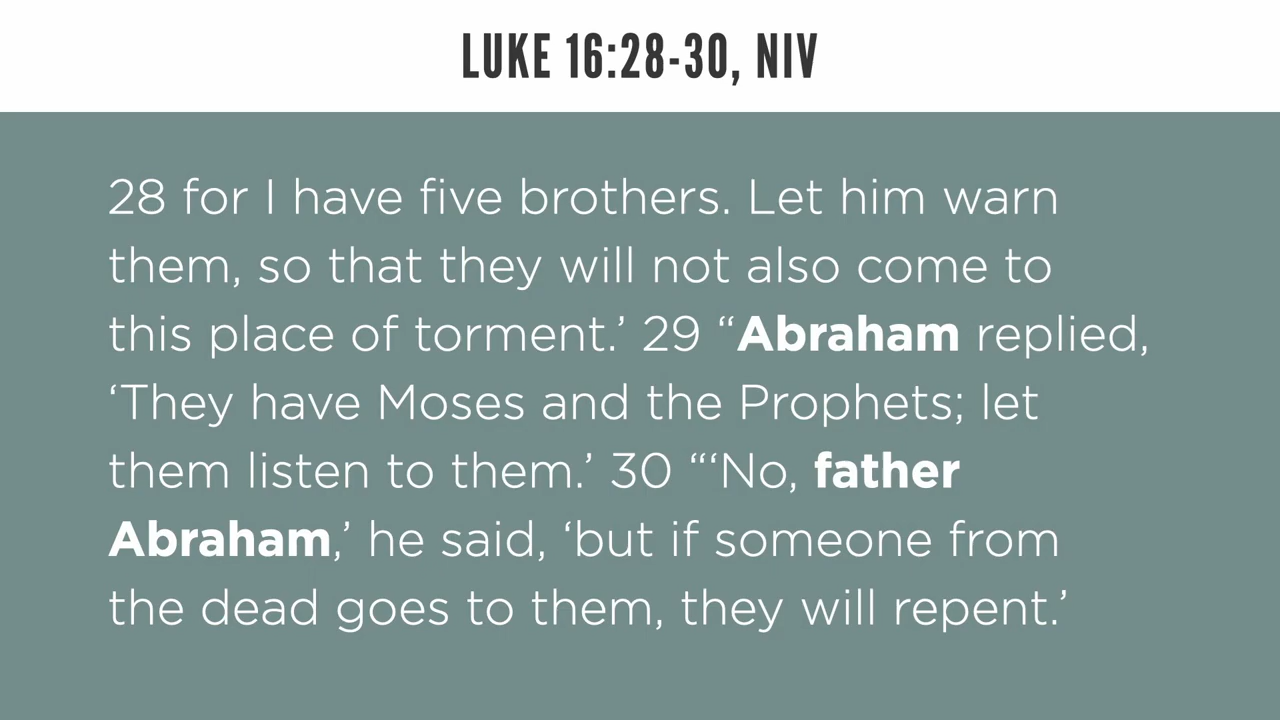 LUKE 16:28-30, NIV
28 for I have five brothers. Let him warn
them, so that they will not also come to
this place of torment.’ 29 “Abraham replied,
‘They have Moses and the Prophets; let
them listen to them.’ 30 “‘No, father
Abraham,’ he said, ‘but if someone from
the dead goes to them, they will repent.’